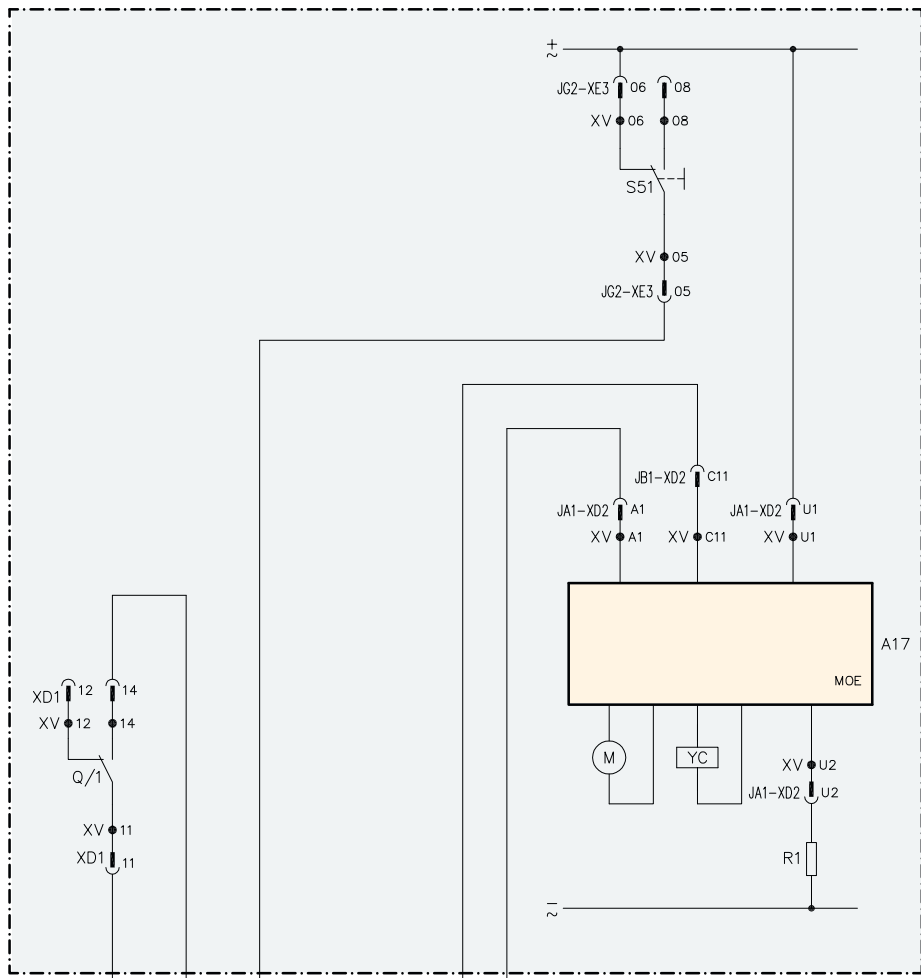 +
~
JG2-XE3 06 08
XV 06 08
S51
XV 05
JG2-XE3 05
JB1-XD2 C11
JA1-XD2 A1 JA1-XD2 U1
XV A1 XV C11 XV U1
A17
MOE
XD1 12 14
XV 12 14
M YC XV U2
Q/1
JA1-XD2 U2
XV 11
XD1 11
R1
–
~